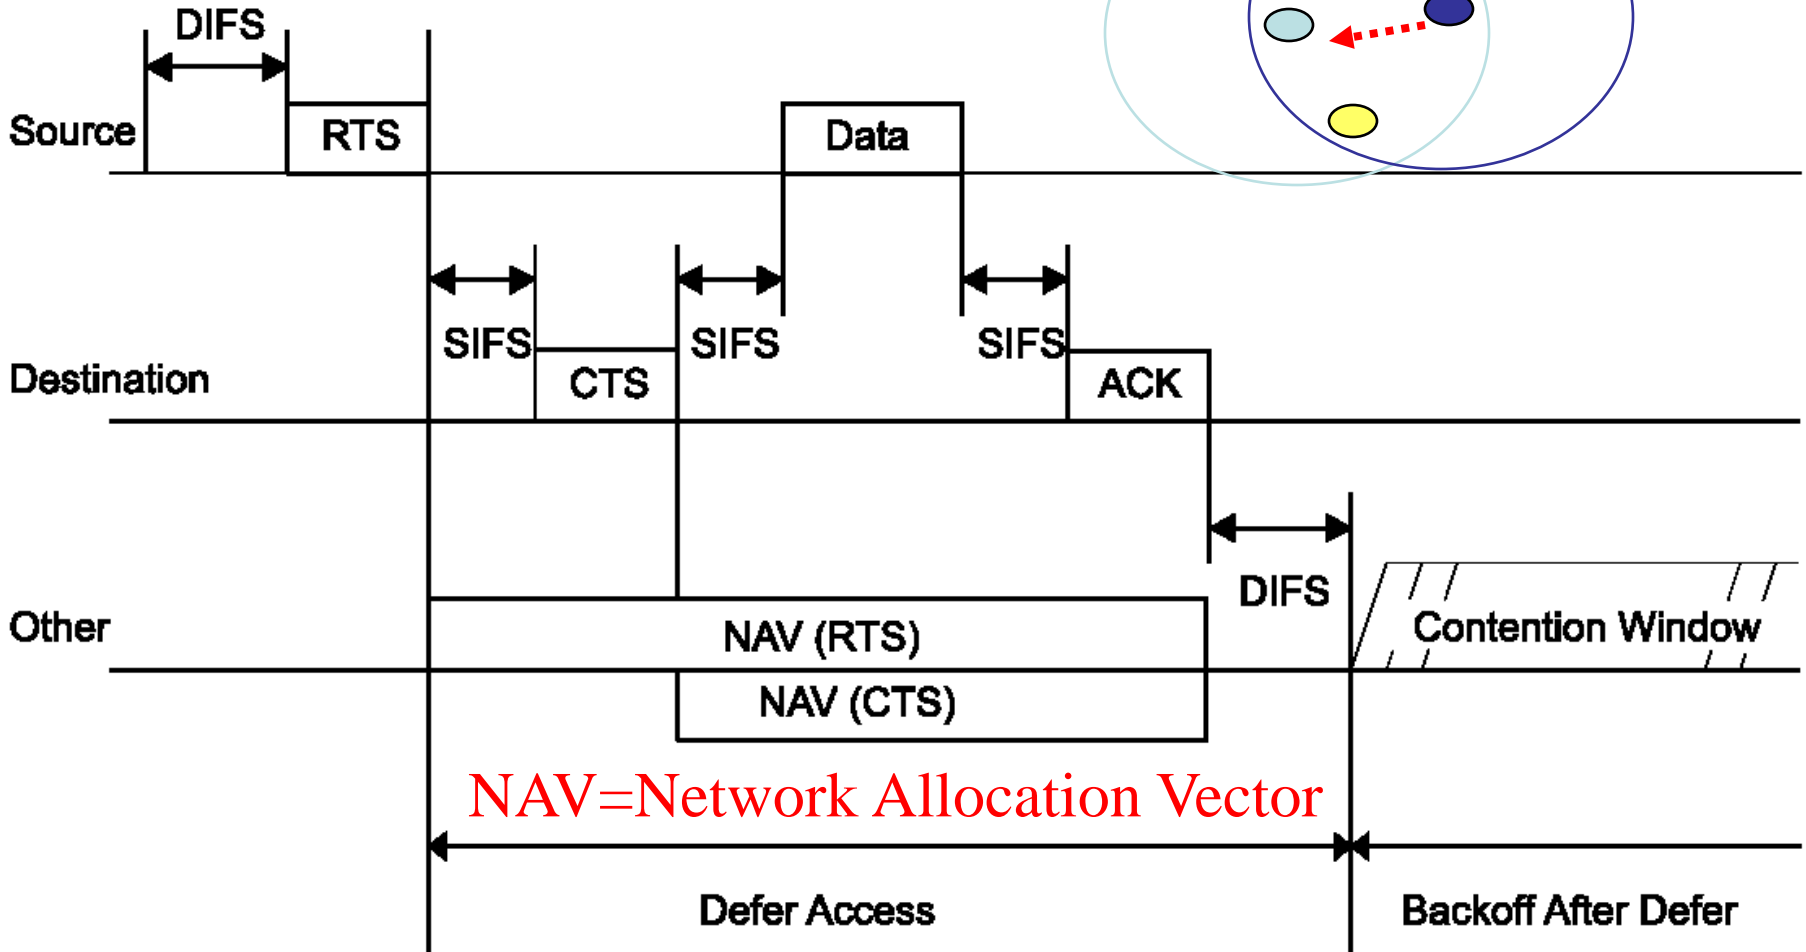 DIFS
Source
RTS
Data
SIFS
SIFS
SIFS
Destination
CTS
ACK
DIFS
Other
NAV (RTS)
Contention Window
NAV (CTS)
NAV=Network Allocation Vector
Defer Access
Backoff After Defer